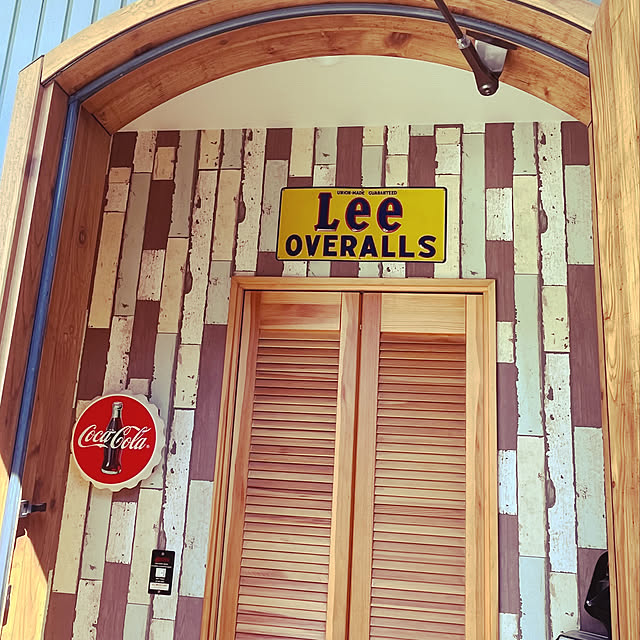 UNION-MADE GUARANTEED
Lee
OVERALLS
Coca-Cola